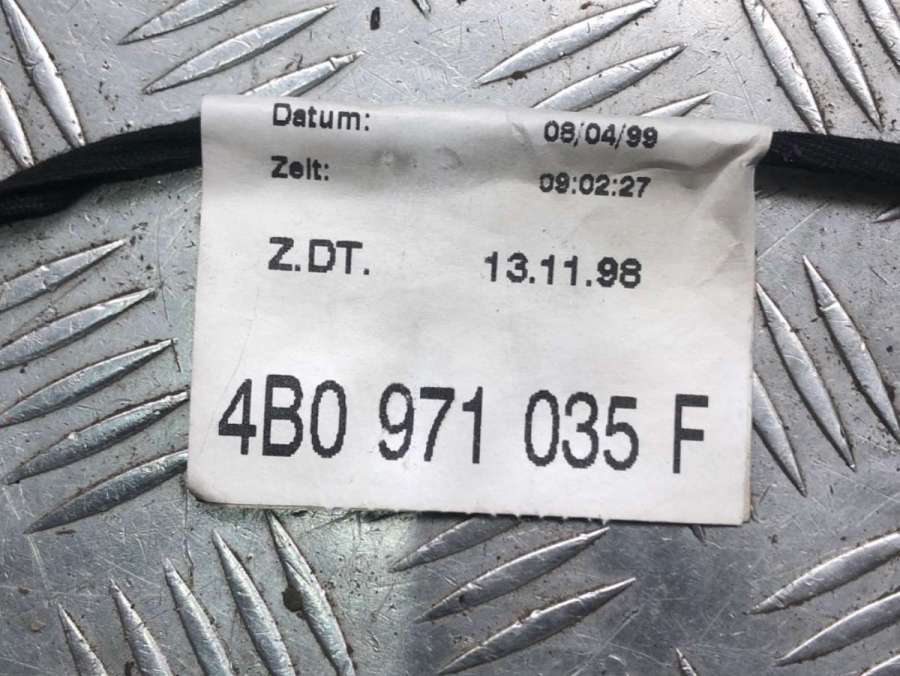 Datum: 08/04/99
Zeit: 09:02:27
Z.DT. 13.11.98
4B0 971 035 F